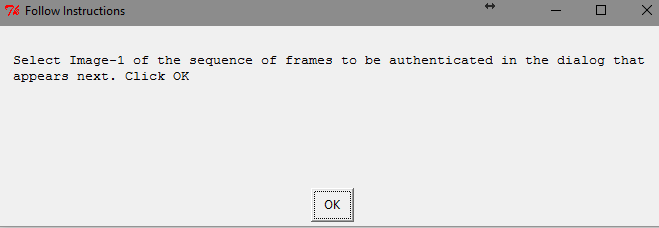 Follow Instructions
Select Image-1 of the sequence of frames to be authenticated in the dialog that
appears next. Click OK
OK